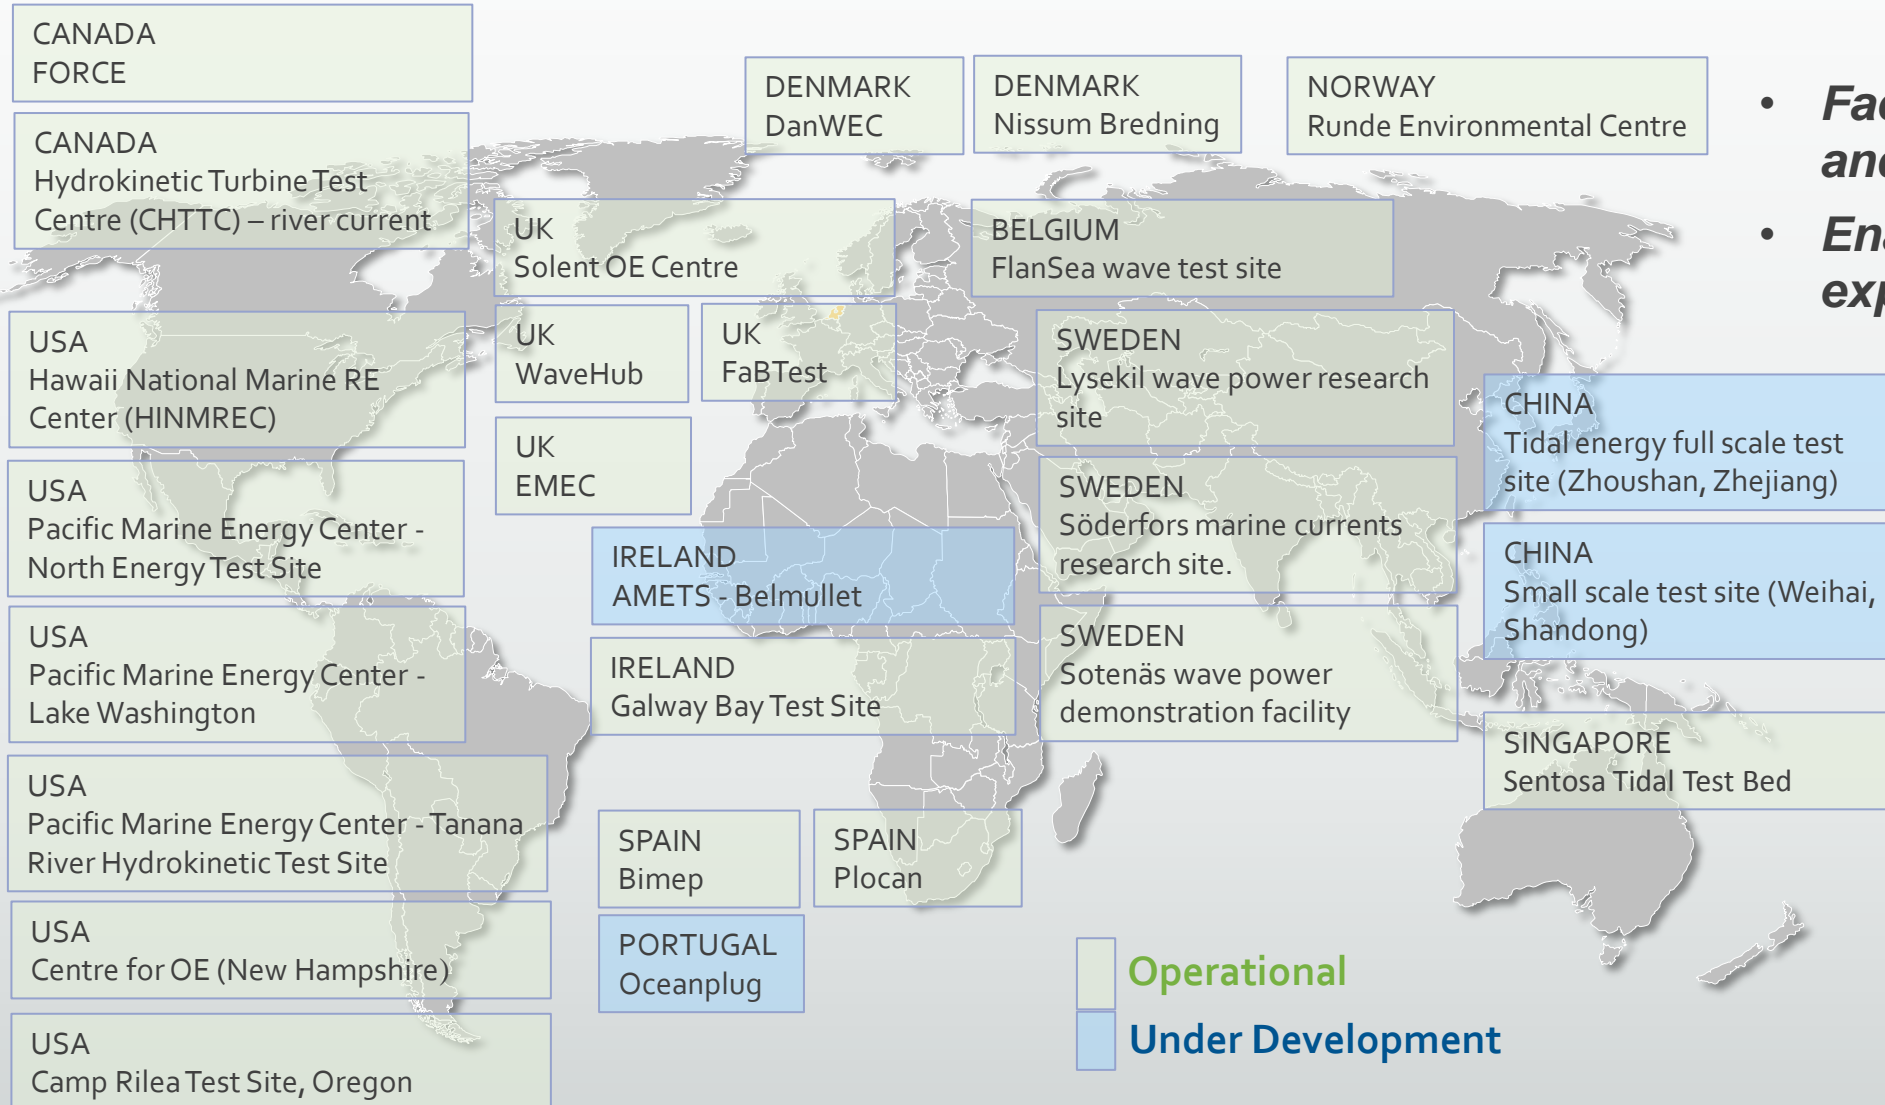 CANADA
FORCE
CANADA
Hydrokinetic Turbine Test
Centre (CHTTC) – river current
USA
Hawaii National Marine RE
Center (HINMREC)
USA
Pacific Marine Energy Center -
North Energy Test Site
USA
Pacific Marine Energy Center -
Lake Washington
USA
Pacific Marine Energy Center - Tanana
River Hydrokinetic Test Site
USA
Centre for OE (New Hampshire)
USA
Camp Rilea Test Site, Oregon
DENMARK
DanWEC
DENMARK
Nissum Bredning
NORWAY
Runde Environmental Centre
UK
Solent OE Centre
BELGIUM
FlanSea wave test site
UK
WaveHub
UK
FaBTest
UK
EMEC
SWEDEN
Lysekil wave power research
site
SWEDEN
Söderfors marine currents
research site.
SWEDEN
Sotenäs wave power
demonstration facility
IRELAND
AMETS - Belmullet
IRELAND
Galway Bay Test Site
SPAIN
Bimep
SPAIN
Plocan
PORTUGAL
Oceanplug
CHINA
Tidal energy full scale test
site (Zhoushan, Zhejiang)
CHINA
Small scale test site (Weihai,
Shandong)
SINGAPORE
Sentosa Tidal Test Bed
Operational
Under Development